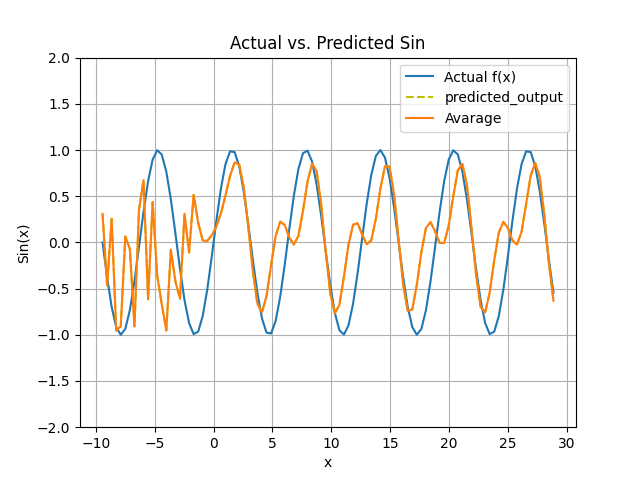 Actual vs. Predicted Sin
Actual f(x)
predicted_output
Avarage
2.0
1.5
1.0
0.5
0.0
−0.5
−1.0
−1.5
−2.0
Sin(x)
−10 −5 0 5 10 15 20 25 30
x